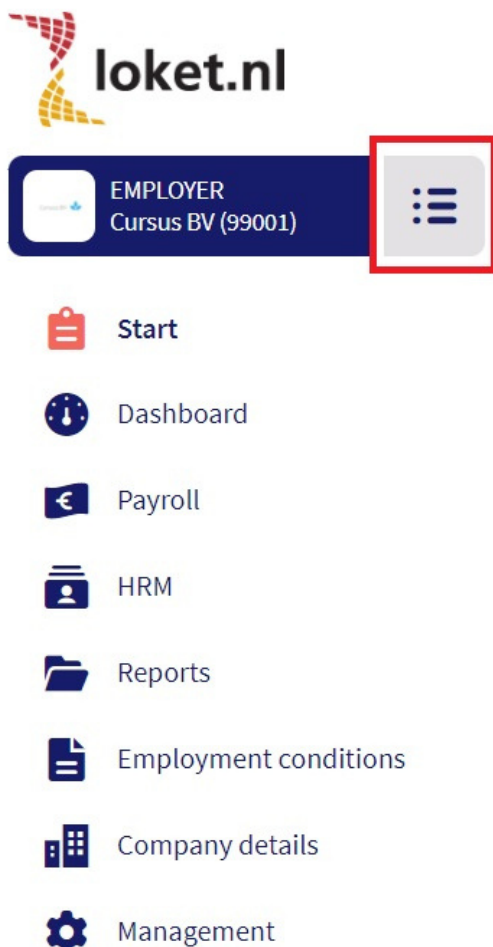 loket.nl
EMPLOYER
Cursus BV (99001)
Start
Dashboard
€
Payroll
HRM
Reports
Employment conditions
Company details
Management